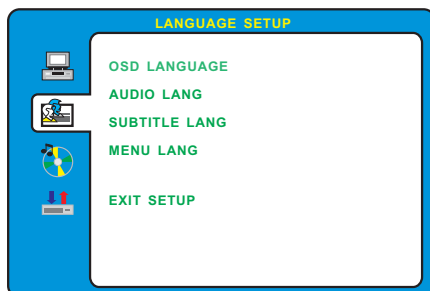 LANGUAGE SETUP
OSD LANGUAGE
AUDIO LANG
SUBTITLE LANG
MENU LANG
EXIT SETUP